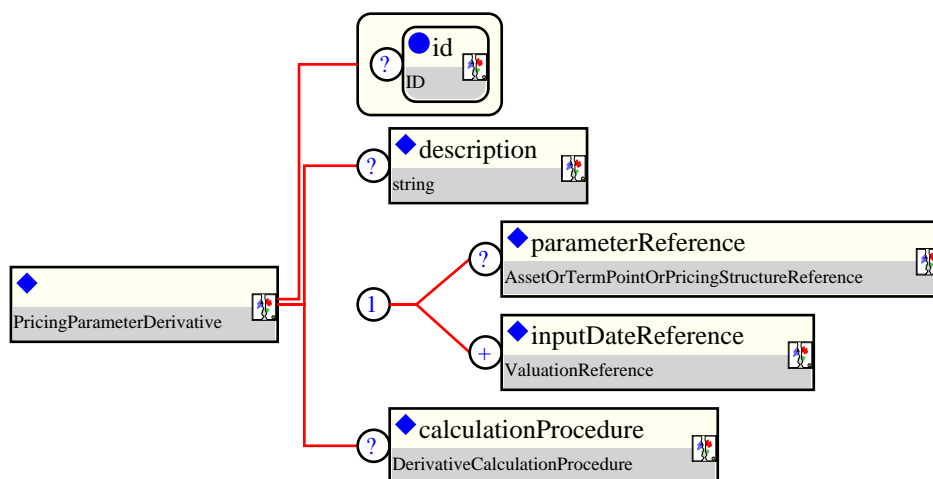 ? id
ID
? description
string
? parameterReference
AssetOrTermPointOrPricingStructureReference
PricingParameterDerivative
1
+ inputDateReference
ValuationReference
? calculationProcedure
DerivativeCalculationProcedure